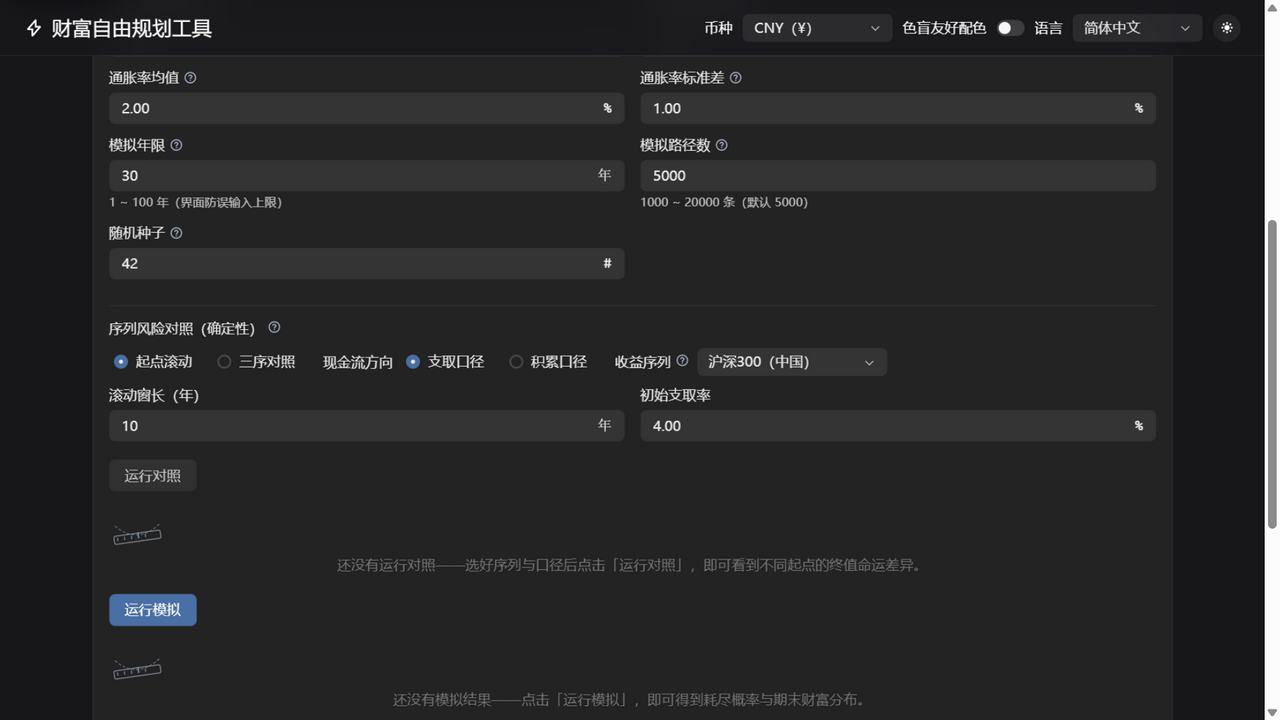 财富自由规划工具
币种 CNY（¥） 色盲友好配色 语言 简体中文
通胀率均值 通胀率标准差
2.00 % 1.00 %
模拟年限 模拟路径数
30 年 5000
1 ~ 100 年（界面防误输入上限） 1000 ~ 20000 条（默认 5000）
随机种子
42 #
序列风险对照（确定性）
起点滚动 三序对照 现金流方向 支取口径 积累口径 收益序列 沪深300（中国）
滚动窗长（年） 初始支取率
10 年 4.00 %
运行对照
还没有运行对照——选好序列与口径后点击「运行对照」，即可看到不同起点的终值命运差异。
运行模拟
还没有模拟结果——点击「运行模拟」，即可得到耗尽概率与期末财富分布。